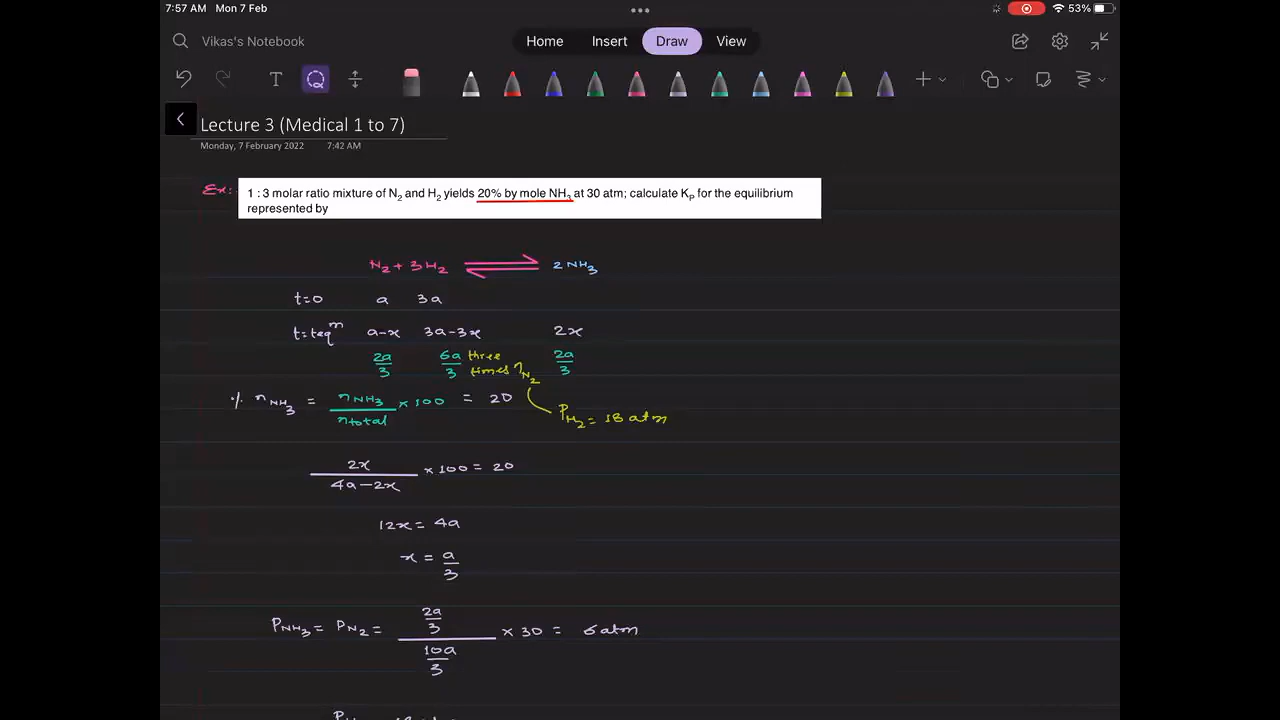 7:57 AM Mon 7 Feb
53%
Vikas's Notebook
Home Insert Draw View
Lecture 3 (Medical 1 to 7)
Monday, 7 February 2022 7:42 AM
Ex:-
1 : 3 molar ratio mixture of N₂ and H₂ yields 20% by mole NH₃ at 30 atm; calculate Kₚ for the equilibrium
represented by
N₂ + 3H₂ ⇌ 2NH₃
t=0 a 3a
t=teqᵐ a-x 3a-3x 2x
2a/3 6a/3 three times ηN₂ 2a/3
% ηNH₃ = ηNH₃/ηtotal × 100 = 20
PH₂ = 18 atm
2x/(4a-2x) × 100 = 20
12x = 4a
x = a/3
PNH₃ = PN₂ = (2a/3)/(10a/3) × 30 = 6 atm